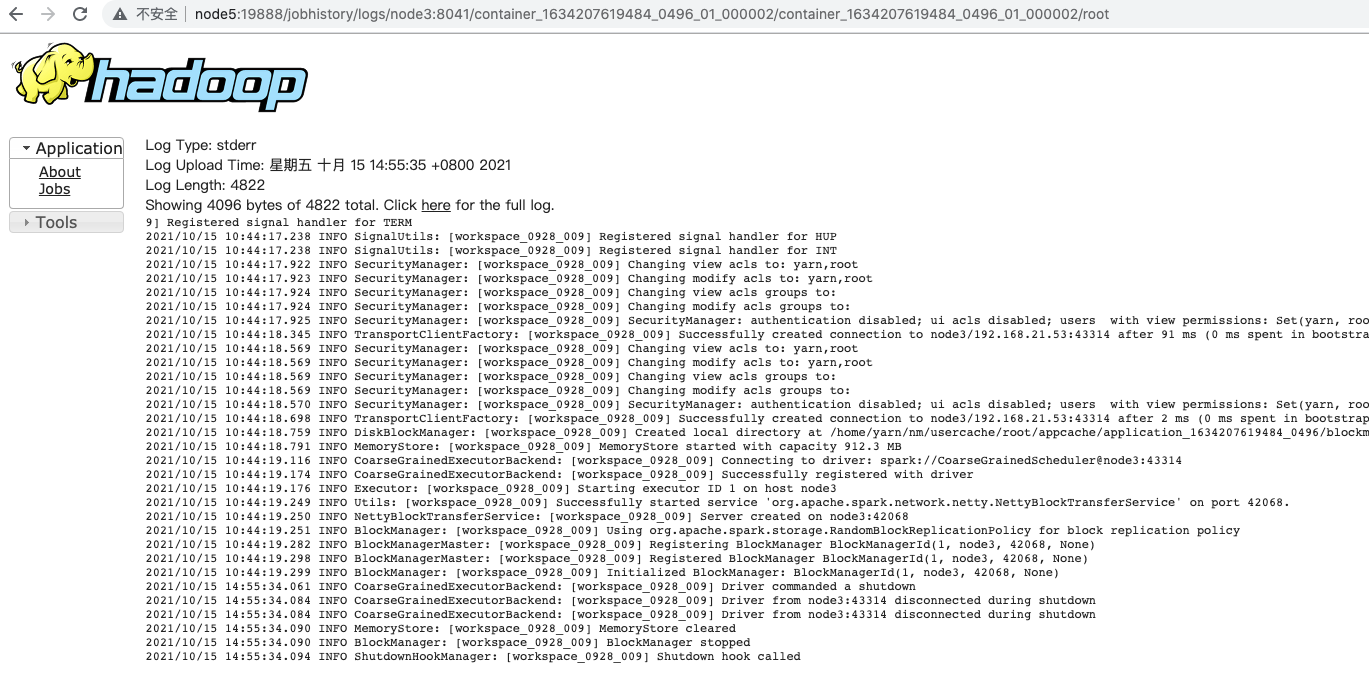 不安全
node5:19888/jobhistory/logs/node3:8041/container_1634207619484_0496_01_000002/container_1634207619484_0496_01_000002/root
hadoop
Application
About
Jobs
Tools
Log Type: stderr
Log Upload Time: 星期五 十月 15 14:55:35 +0800 2021
Log Length: 4822
Showing 4096 bytes of 4822 total. Click here for the full log.
9] Registered signal handler for TERM
2021/10/15 10:44:17.238 INFO SignalUtils: [workspace_0928_009] Registered signal handler for HUP
2021/10/15 10:44:17.238 INFO SignalUtils: [workspace_0928_009] Registered signal handler for INT
2021/10/15 10:44:17.922 INFO SecurityManager: [workspace_0928_009] Changing view acls to: yarn,root
2021/10/15 10:44:17.923 INFO SecurityManager: [workspace_0928_009] Changing modify acls to: yarn,root
2021/10/15 10:44:17.924 INFO SecurityManager: [workspace_0928_009] Changing view acls groups to:
2021/10/15 10:44:17.924 INFO SecurityManager: [workspace_0928_009] Changing modify acls groups to:
2021/10/15 10:44:17.925 INFO SecurityManager: [workspace_0928_009] SecurityManager: authentication disabled; ui acls disabled; users  with view permissions: Set(yarn, roo
2021/10/15 10:44:18.345 INFO TransportClientFactory: [workspace_0928_009] Successfully created connection to node3/192.168.21.53:43314 after 91 ms (0 ms spent in bootstra
2021/10/15 10:44:18.569 INFO SecurityManager: [workspace_0928_009] Changing view acls to: yarn,root
2021/10/15 10:44:18.569 INFO SecurityManager: [workspace_0928_009] Changing modify acls to: yarn,root
2021/10/15 10:44:18.569 INFO SecurityManager: [workspace_0928_009] Changing view acls groups to:
2021/10/15 10:44:18.569 INFO SecurityManager: [workspace_0928_009] Changing modify acls groups to:
2021/10/15 10:44:18.570 INFO SecurityManager: [workspace_0928_009] SecurityManager: authentication disabled; ui acls disabled; users  with view permissions: Set(yarn, roo
2021/10/15 10:44:18.698 INFO TransportClientFactory: [workspace_0928_009] Successfully created connection to node3/192.168.21.53:43314 after 2 ms (0 ms spent in bootstrap
2021/10/15 10:44:18.759 INFO DiskBlockManager: [workspace_0928_009] Created local directory at /home/yarn/nm/usercache/root/appcache/application_1634207619484_0496/blockm
2021/10/15 10:44:18.791 INFO MemoryStore: [workspace_0928_009] MemoryStore started with capacity 912.3 MB
2021/10/15 10:44:19.116 INFO CoarseGrainedExecutorBackend: [workspace_0928_009] Connecting to driver: spark://CoarseGrainedScheduler@node3:43314
2021/10/15 10:44:19.174 INFO CoarseGrainedExecutorBackend: [workspace_0928_009] Successfully registered with driver
2021/10/15 10:44:19.176 INFO Executor: [workspace_0928_009] Starting executor ID 1 on host node3
2021/10/15 10:44:19.249 INFO Utils: [workspace_0928_009] Successfully started service 'org.apache.spark.network.netty.NettyBlockTransferService' on port 42068.
2021/10/15 10:44:19.250 INFO NettyBlockTransferService: [workspace_0928_009] Server created on node3:42068
2021/10/15 10:44:19.251 INFO BlockManager: [workspace_0928_009] Using org.apache.spark.storage.RandomBlockReplicationPolicy for block replication policy
2021/10/15 10:44:19.282 INFO BlockManagerMaster: [workspace_0928_009] Registering BlockManager BlockManagerId(1, node3, 42068, None)
2021/10/15 10:44:19.298 INFO BlockManagerMaster: [workspace_0928_009] Registered BlockManager BlockManagerId(1, node3, 42068, None)
2021/10/15 10:44:19.299 INFO BlockManager: [workspace_0928_009] Initialized BlockManager: BlockManagerId(1, node3, 42068, None)
2021/10/15 14:55:34.061 INFO CoarseGrainedExecutorBackend: [workspace_0928_009] Driver commanded a shutdown
2021/10/15 14:55:34.084 INFO CoarseGrainedExecutorBackend: [workspace_0928_009] Driver from node3:43314 disconnected during shutdown
2021/10/15 14:55:34.084 INFO CoarseGrainedExecutorBackend: [workspace_0928_009] Driver from node3:43314 disconnected during shutdown
2021/10/15 14:55:34.090 INFO MemoryStore: [workspace_0928_009] MemoryStore cleared
2021/10/15 14:55:34.090 INFO BlockManager: [workspace_0928_009] BlockManager stopped
2021/10/15 14:55:34.094 INFO ShutdownHookManager: [workspace_0928_009] Shutdown hook called